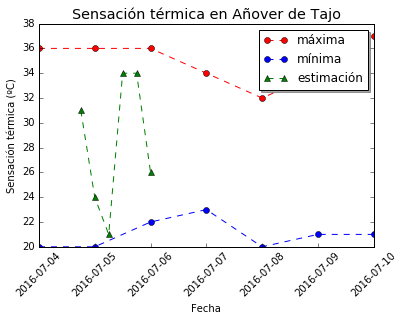 Sensación térmica en Añover de Tajo
Sensación térmica (ºC)
38
36
34
32
30
28
26
24
22
20
máxima
mínima
estimación
2016-07-04
2016-07-05
2016-07-06
2016-07-07
2016-07-08
2016-07-09
2016-07-10
Fecha